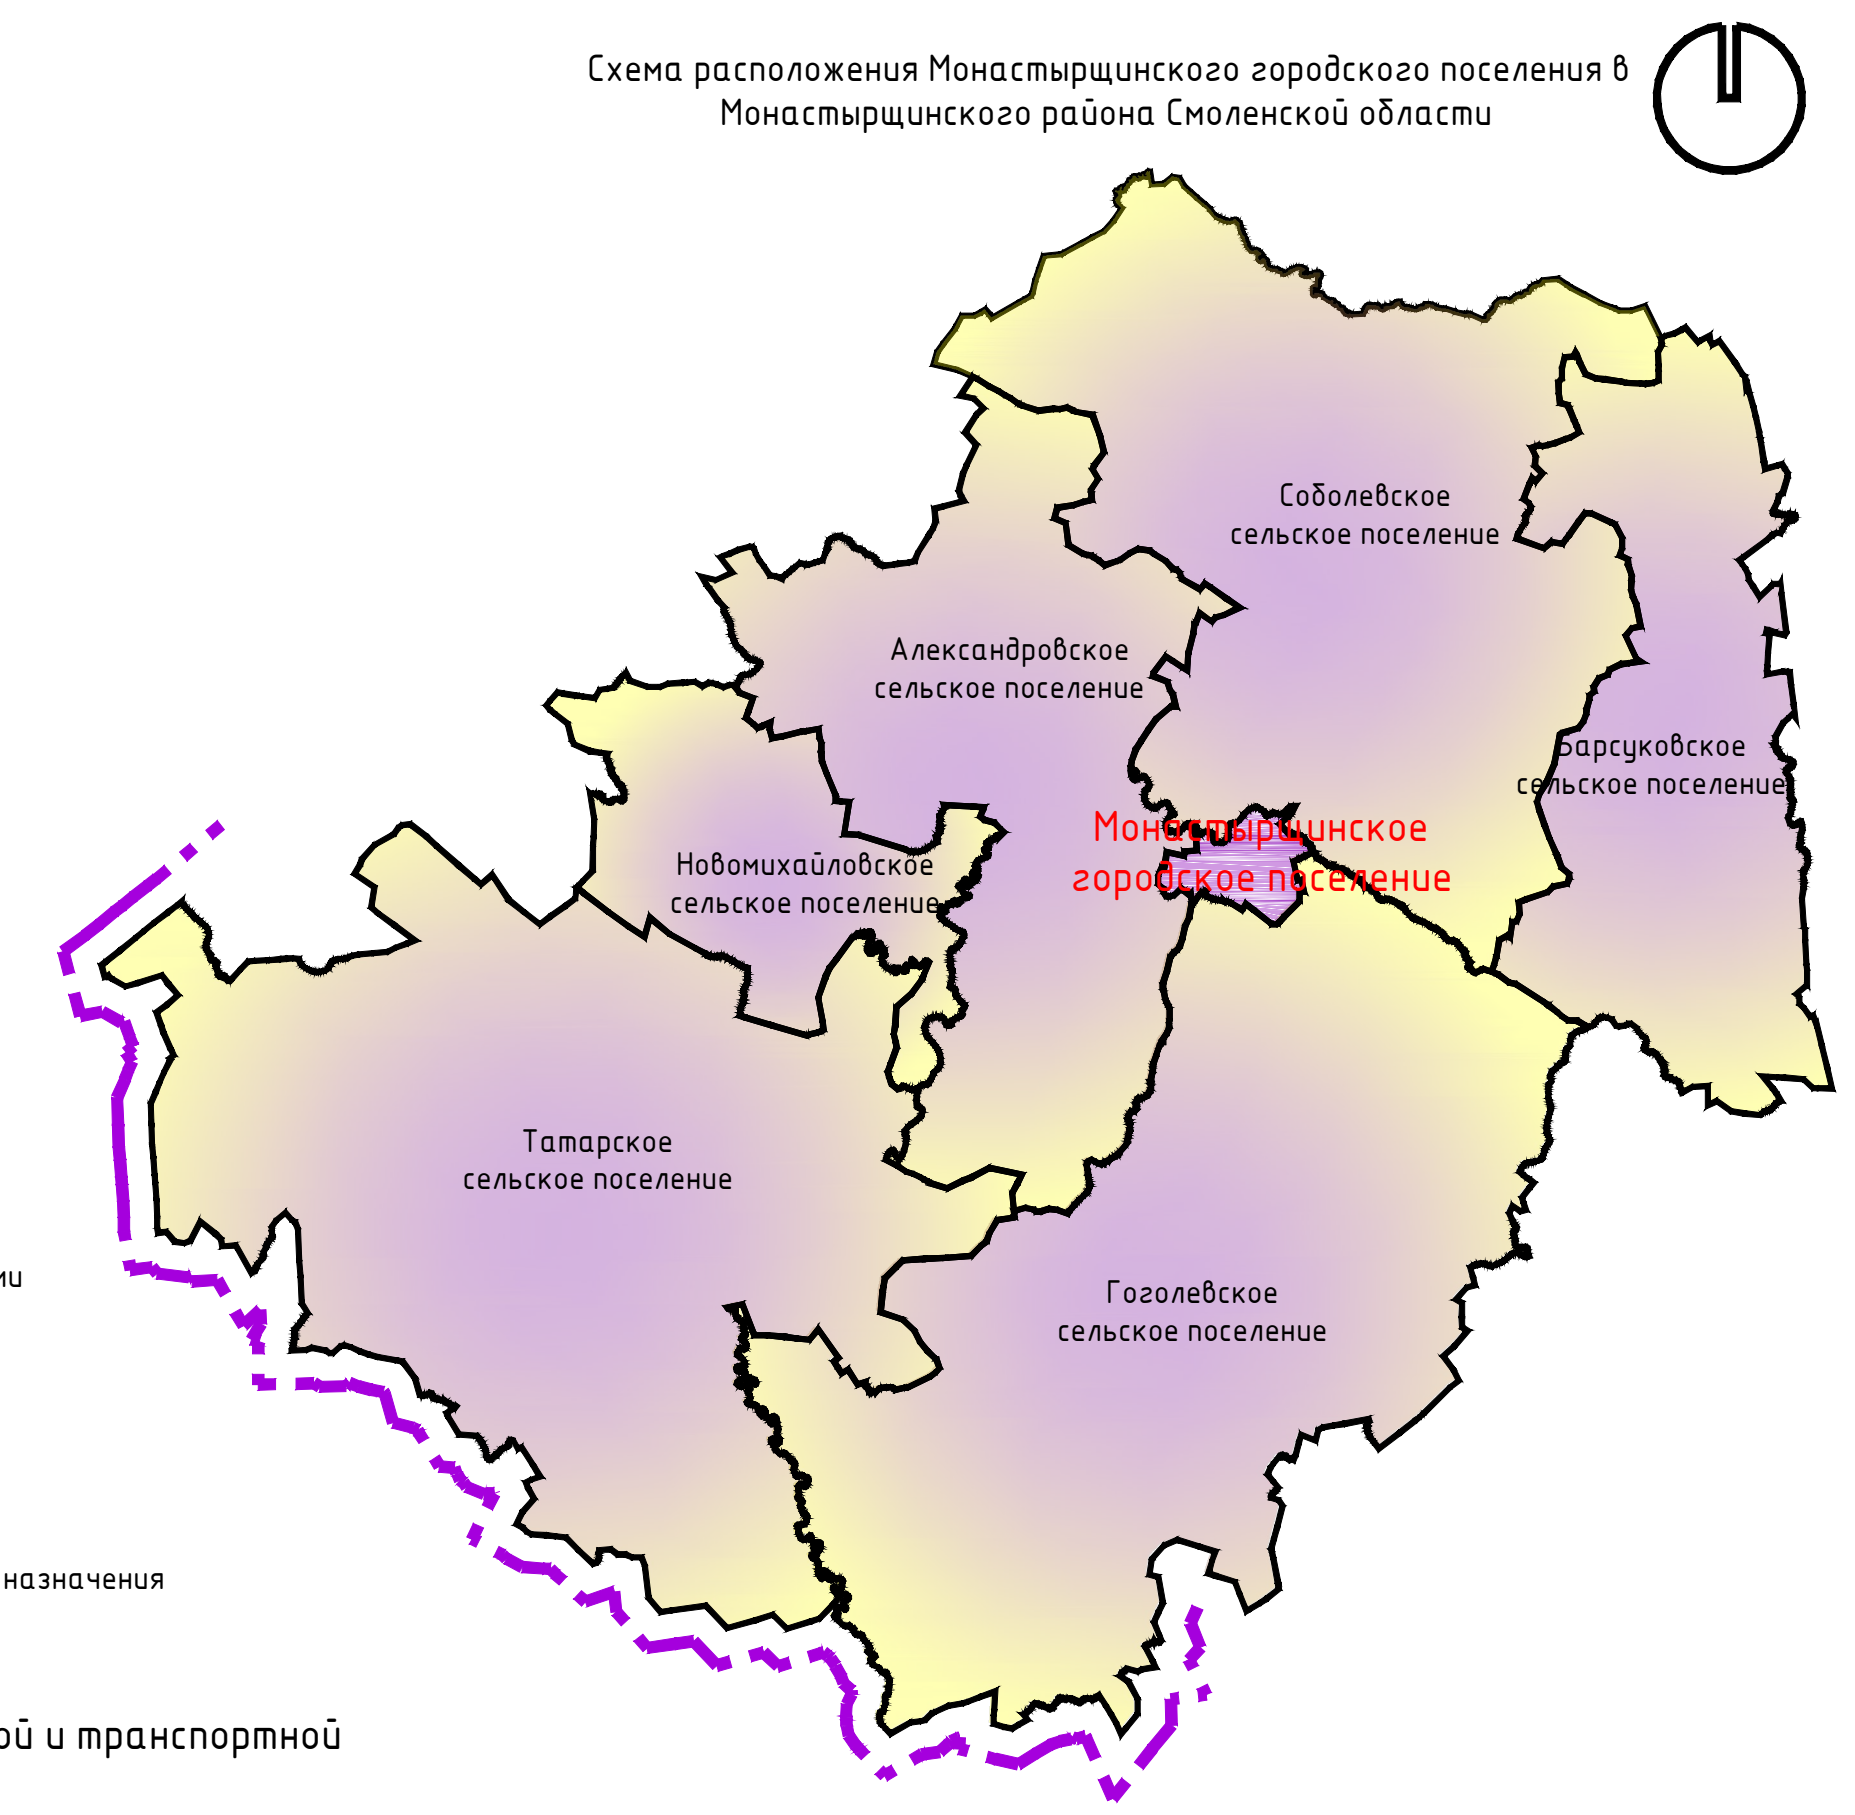 Схема расположения Монастырщинского городского поселения в
Монастырщинского района Смоленской области
Соболевское
сельское поселение
Александровское
сельское поселение
Барсуковское
сельское поселение
Монастырщинское
городское поселение
Новомихайловское
сельское поселение
Татарское
сельское поселение
ми
Гоголевское
сельское поселение
назначения
ой и транспортной